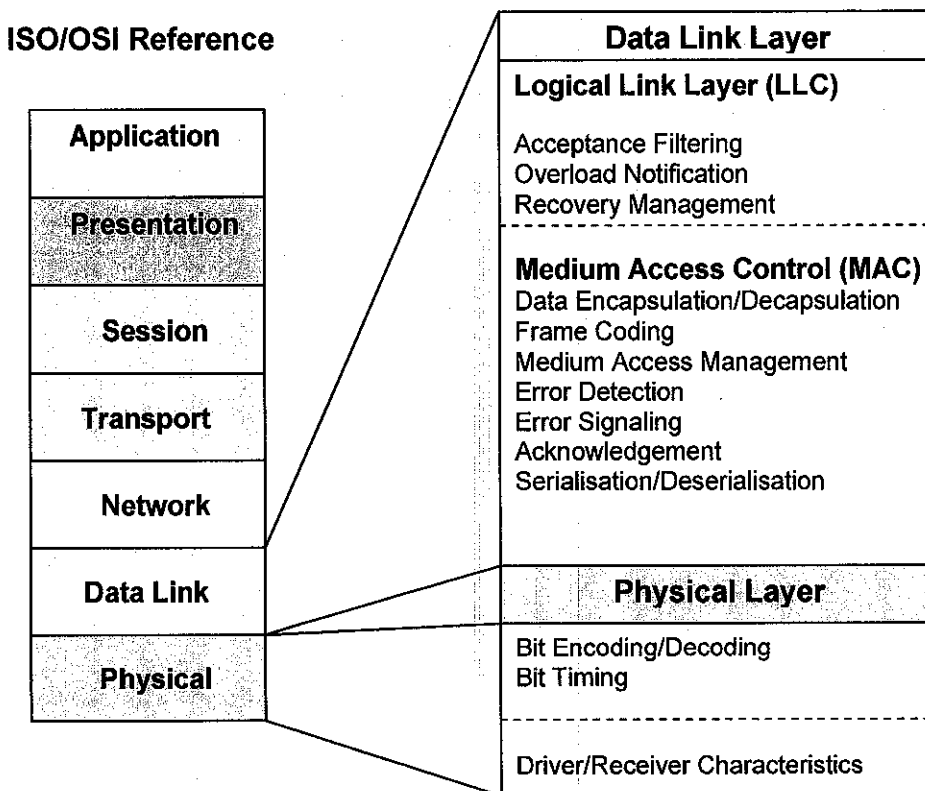 ISO/OSI Reference
Application
Presentation
Session
Transport
Network
Data Link
Physical
Data Link Layer
Logical Link Layer (LLC)
Acceptance Filtering
Overload Notification
Recovery Management
Medium Access Control (MAC)
Data Encapsulation/Decapsulation
Frame Coding
Medium Access Management
Error Detection
Error Signaling
Acknowledgement
Serialisation/Deserialisation
Physical Layer
Bit Encoding/Decoding
Bit Timing
Driver/Receiver Characteristics